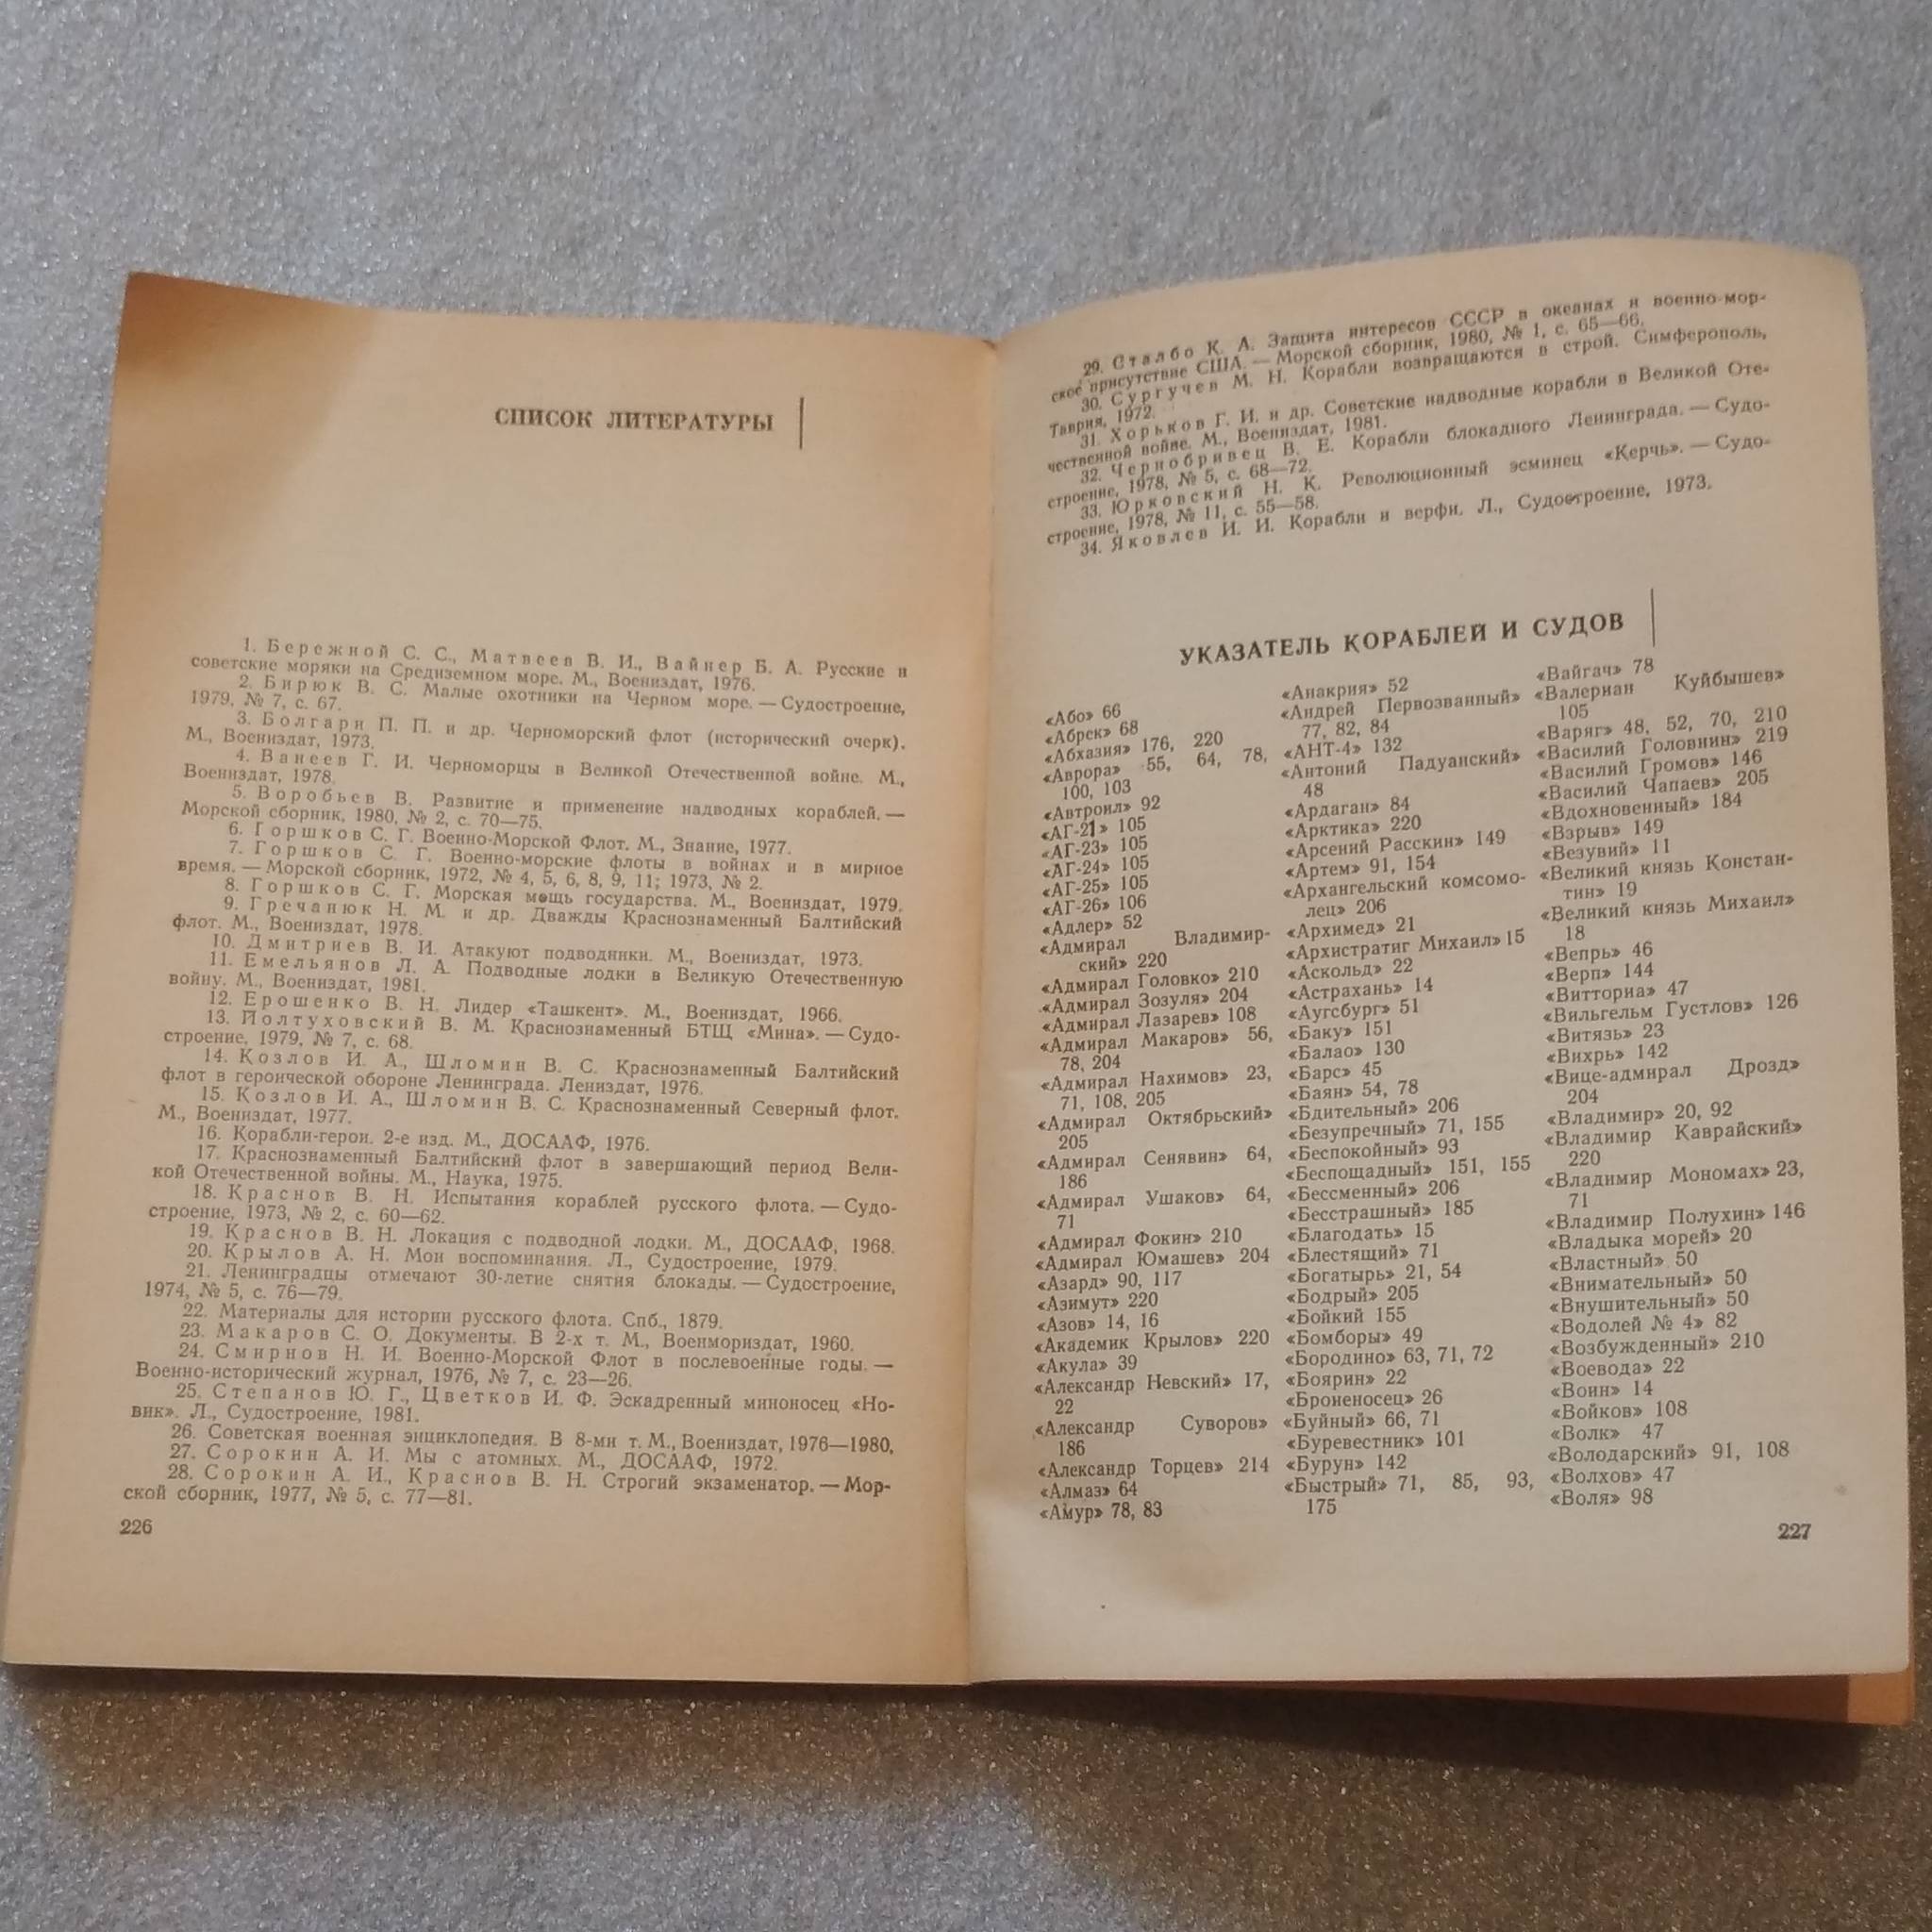 СПИСОК ЛИТЕРАТУРЫ
1. Бережной С. С., Матвеев В. И., Вайнер Б. А. Русские и
советские моряки на Средиземном море. М., Воениздат, 1976.
2. Бирюк В. С. Малые охотники на Черном море. — Судостроение,
1979, № 7, с. 67.
3. Болгари П. П. и др. Черноморский флот (исторический очерк).
М., Воениздат, 1973.
4. Ванеев Г. И. Черноморцы в Великой Отечественной войне. М.,
Воениздат, 1978.
5. Воробьев В. Развитие и применение надводных кораблей. —
Морской сборник, 1980, № 2, с. 70—75.
6. Горшков С. Г. Военно-Морской Флот. М., Знание, 1977.
7. Горшков С. Г. Военно-морские флоты в войнах и в мирное
время. — Морской сборник, 1972, № 4, 5, 6, 8, 9, 11; 1973, № 2.
8. Горшков С. Г. Морская мощь государства. М., Воениздат, 1979.
9. Гречанюк Н. М. и др. Дважды Краснознаменный Балтийский
флот. М., Воениздат, 1978.
10. Дмитриев В. И. Атакуют подводники. М., Воениздат, 1973.
11. Емельянов Л. А. Подводные лодки в Великую Отечественную
войну. М., Воениздат, 1981.
12. Ерошенко В. Н. Лидер «Ташкент». М., Воениздат, 1966.
13. Йолтуховский В. М. Краснознаменный БТЩ «Мина». — Судо-
строение, 1979, № 7, с. 68.
14. Козлов И. А., Шломин В. С. Краснознаменный Балтийский
флот в героической обороне Ленинграда. Лениздат, 1976.
15. Козлов И. А., Шломин В. С. Краснознаменный Северный флот.
М., Воениздат, 1977.
16. Корабли-герои. 2-е изд. М., ДОСААФ, 1976.
17. Краснознаменный Балтийский флот в завершающий период Вели-
кой Отечественной войны. М., Наука, 1975.
18. Краснов В. Н. Испытания кораблей русского флота. — Судо-
строение, 1973, № 2, с. 60—62.
19. Краснов В. Н. Локация с подводной лодки. М., ДОСААФ, 1968.
20. Крылов А. Н. Мои воспоминания. Л., Судостроение, 1979.
21. Ленинградцы отмечают 30-летие снятия блокады. — Судостроение,
1974, № 5, с. 76—79.
22. Материалы для истории русского флота. Спб., 1879.
23. Макаров С. О. Документы. В 2-х т. М., Военмориздат, 1960.
24. Смирнов Н. И. Военно-Морской Флот в послевоенные годы. —
Военно-исторический журнал, 1976, № 7, с. 23—26.
25. Степанов Ю. Г., Цветков И. Ф. Эскадренный миноносец «Но-
вик». Л., Судостроение, 1981.
26. Советская военная энциклопедия. В 8-ми т. М., Воениздат, 1976—1980,
27. Сорокин А. И. Мы с атомных. М., ДОСААФ, 1972.
28. Сорокин А. И., Краснов В. Н. Строгий экзаменатор. — Мор-
ской сборник, 1977, № 5, с. 77—81.
226
29. Сталбо К. А. Защита интересов СССР в океанах и военно-мор-
ское присутствие США. — Морской сборник, 1980, № 1, с. 65—66.
30. Сургучев М. Н. Корабли возвращаются в строй. Симферополь,
Таврия, 1972.
31. Хорьков Г. И. и др. Советские надводные корабли в Великой Оте-
чественной войне. М., Воениздат, 1981.
32. Чернобривец В. Е. Корабли блокадного Ленинграда. — Судо-
строение, 1978, № 5, с. 68—72.
33. Юрковский Н. К. Революционный эсминец «Керчь». — Судо-
строение, 1978, № 11, с. 55—58.
34. Яковлев И. И. Корабли и верфи. Л., Судостроение, 1973.
УКАЗАТЕЛЬ КОРАБЛЕЙ И СУДОВ
«Або» 66
«Абрек» 68
«Абхазия» 176, 220
«Аврора» 55, 64, 78,
100, 103
«Автроил» 92
«АГ-21» 105
«АГ-23» 105
«АГ-24» 105
«АГ-25» 105
«АГ-26» 106
«Адлер» 52
«Адмирал Владимир-
ский» 220
«Адмирал Головко» 210
«Адмирал Зозуля» 204
«Адмирал Лазарев» 108
«Адмирал Макаров» 56,
78, 204
«Адмирал Нахимов» 23,
71, 108, 205
«Адмирал Октябрьский»
205
«Адмирал Сенявин» 64,
186
«Адмирал Ушаков» 64,
71
«Адмирал Фокин» 210
«Адмирал Юмашев» 204
«Азард» 90, 117
«Азимут» 220
«Азов» 14, 16
«Академик Крылов» 220
«Акула» 39
«Александр Невский» 17,
22
«Александр Суворов»
186
«Александр Торцев» 214
«Алмаз» 64
«Амур» 78, 83
«Анакрия» 52
«Андрей Первозванный»
77, 82, 84
«АНТ-4» 132
«Антоний Падуанский»
48
«Ардаган» 84
«Арктика» 220
«Арсений Расскин» 149
«Артем» 91, 154
«Архангельский комсомо-
лец» 206
«Архимед» 21
«Архистратиг Михаил» 15
«Аскольд» 22
«Астрахань» 14
«Аугсбург» 51
«Баку» 151
«Балао» 130
«Барс» 45
«Баян» 54, 78
«Бдительный» 206
«Безупречный» 71, 155
«Беспокойный» 93
«Беспощадный» 151, 155
«Бессменный» 206
«Бесстрашный» 185
«Благодать» 15
«Блестящий» 71
«Богатырь» 21, 54
«Бодрый» 205
«Бойкий 155
«Бомборы» 49
«Бородино» 63, 71, 72
«Боярин» 22
«Броненосец» 26
«Буйный» 66, 71
«Буревестник» 101
«Бурун» 142
«Быстрый» 71, 85, 93,
175
«Вайгач» 78
«Валериан Куйбышев»
105
«Варяг» 48, 52, 70, 210
«Василий Головнин» 219
«Василий Громов» 146
«Василий Чапаев» 205
«Вдохновенный» 184
«Взрыв» 149
«Везувий» 11
«Великий князь Констан-
тин» 19
«Великий князь Михаил»
18
«Вепрь» 46
«Верп» 144
«Виттория» 47
«Вильгельм Густлов» 126
«Витязь» 23
«Вихрь» 142
«Вице-адмирал Дрозд»
204
«Владимир» 20, 92
«Владимир Каврайский»
220
«Владимир Мономах» 23,
71
«Владимир Полухин» 146
«Владыка морей» 20
«Властный» 50
«Внимательный» 50
«Внушительный» 50
«Водолей № 4» 82
«Возбужденный» 210
«Воевода» 22
«Воин» 14
«Войков» 108
«Волк» 47
«Володарский» 91, 108
«Волхов» 47
«Воля» 98
227